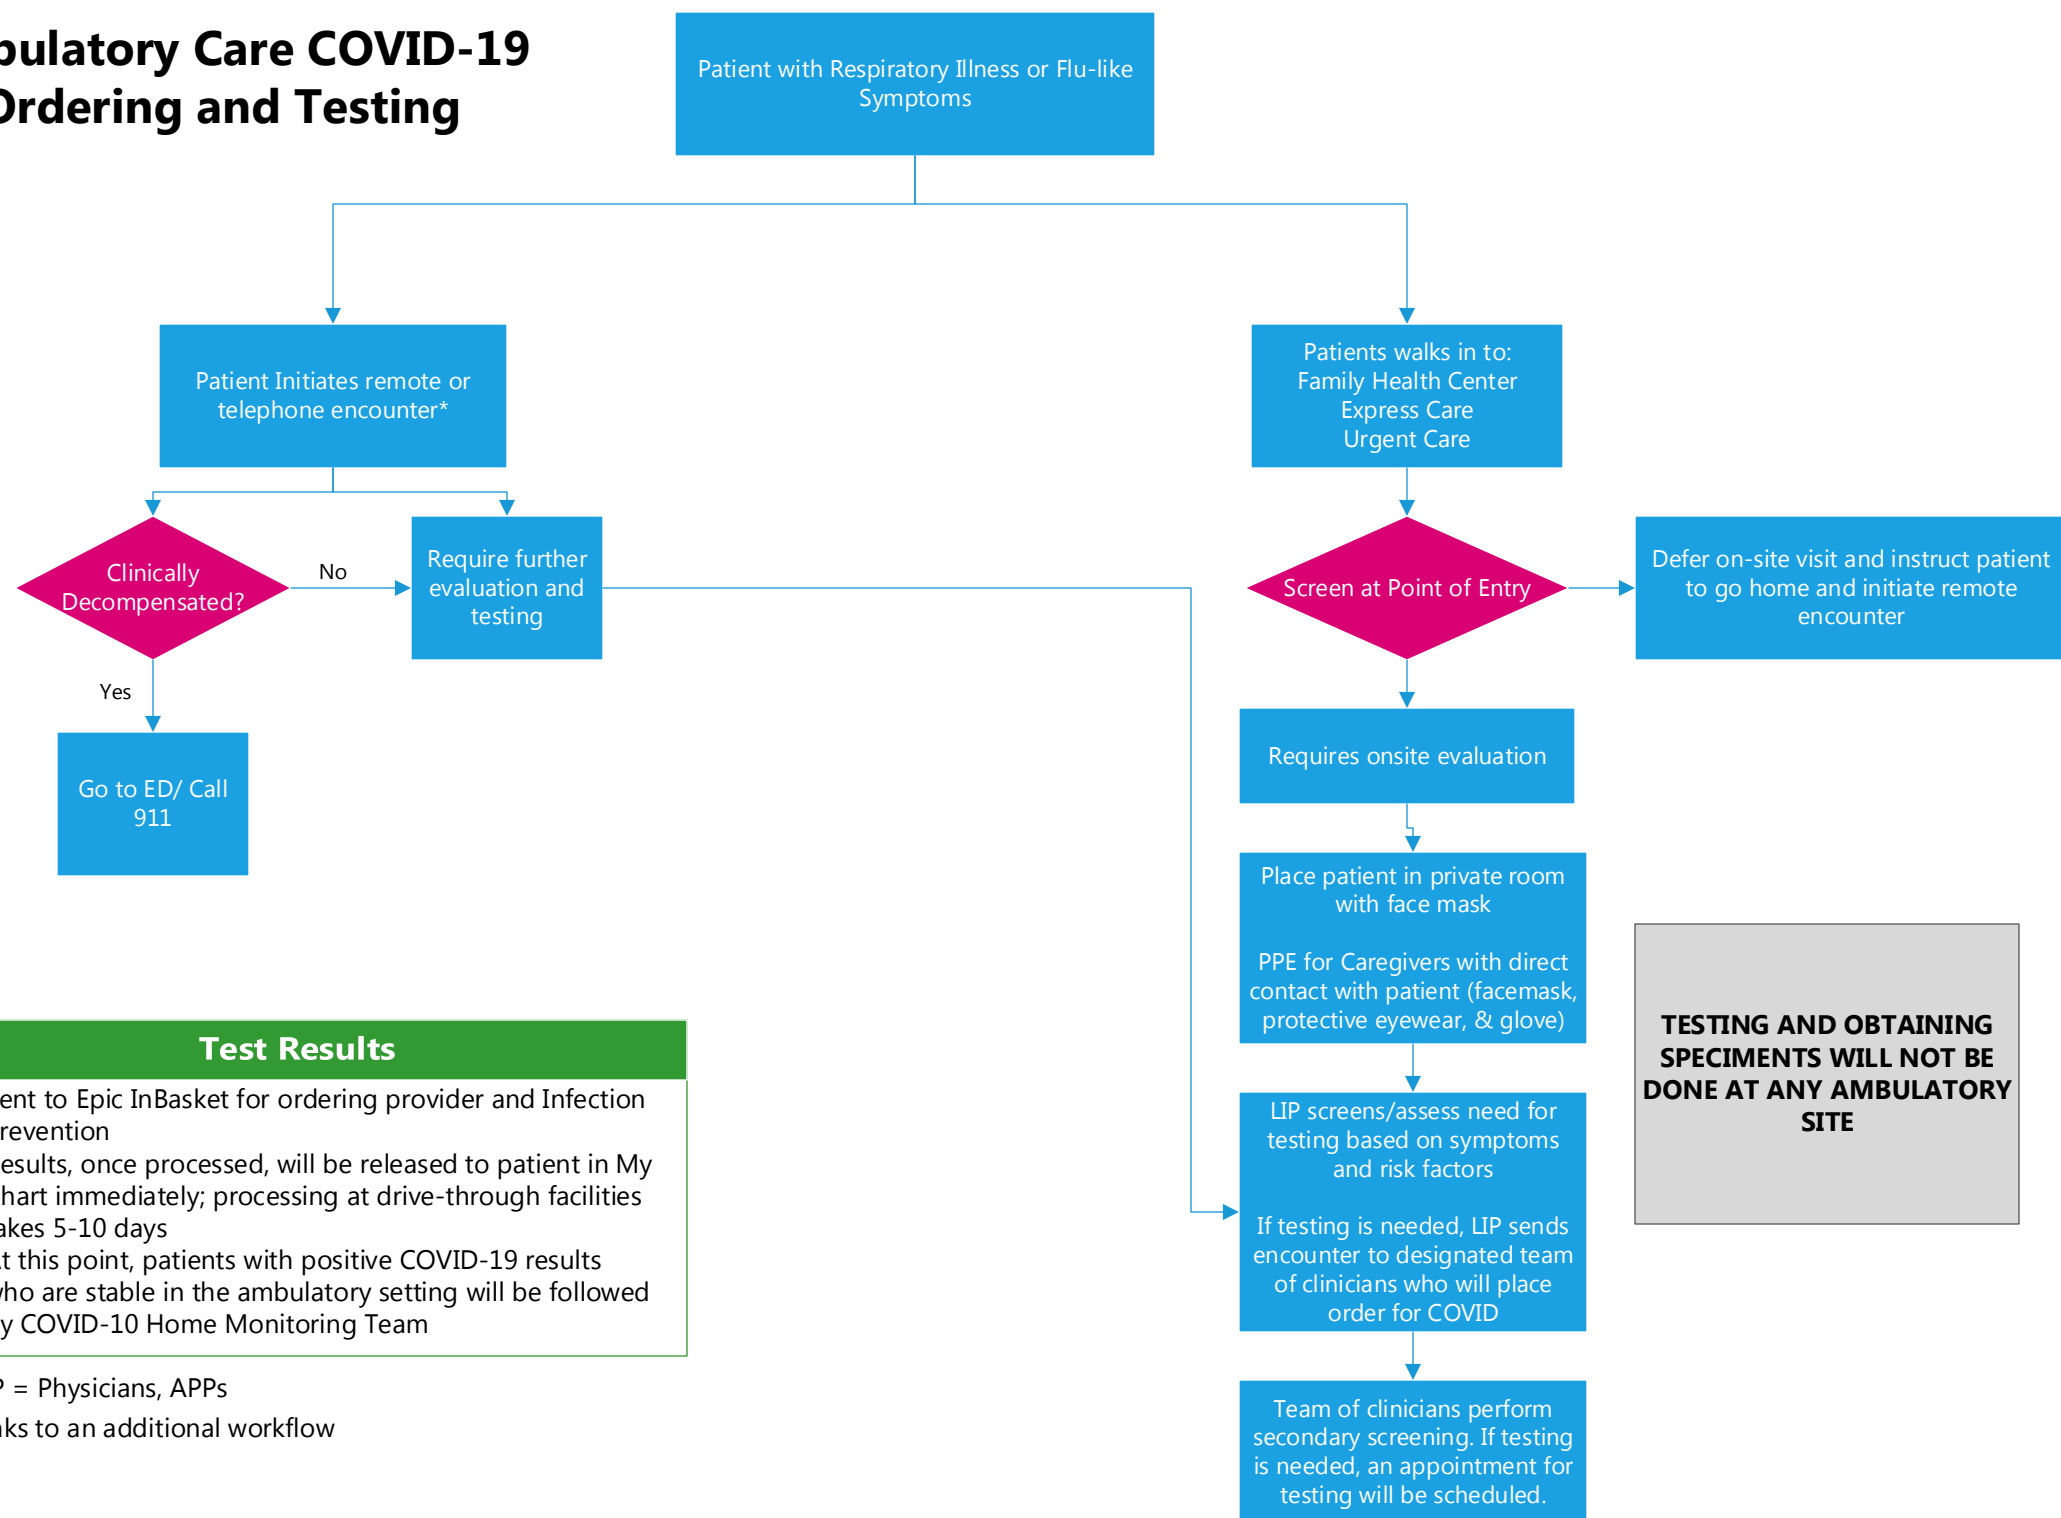 bulatory Care COVID-19
Ordering and Testing
Patient with Respiratory Illness or Flu-like
Symptoms
Patient Initiates remote or
telephone encounter*
Patients walks in to:
Family Health Center
Express Care
Urgent Care
Clinically
Decompensated?
No
Require further
evaluation and
testing
Screen at Point of Entry
Defer on-site visit and instruct patient
to go home and initiate remote
encounter
Yes
Go to ED/ Call
911
Requires onsite evaluation
Place patient in private room
with face mask
PPE for Caregivers with direct
contact with patient (facemask,
protective eyewear, & glove)
TESTING AND OBTAINING
SPECIMENTS WILL NOT BE
DONE AT ANY AMBULATORY
SITE
LIP screens/assess need for
testing based on symptoms
and risk factors
If testing is needed, LIP sends
encounter to designated team
of clinicians who will place
order for COVID
Team of clinicians perform
secondary screening. If testing
is needed, an appointment for
testing will be scheduled.
Test Results
ent to Epic InBasket for ordering provider and Infection
revention
esults, once processed, will be released to patient in My
hart immediately; processing at drive-through facilities
akes 5-10 days
t this point, patients with positive COVID-19 results
who are stable in the ambulatory setting will be followed
y COVID-10 Home Monitoring Team
P = Physicians, APPs
ks to an additional workflow